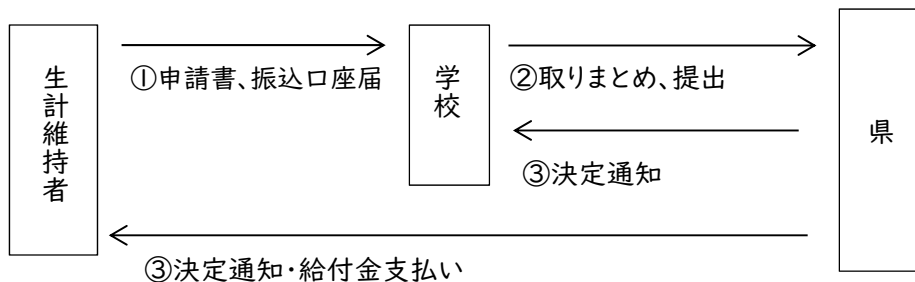 生計維持者
①申請書、振込口座届
学校
②取りまとめ、提出
③決定通知
県
③決定通知・給付金支払い